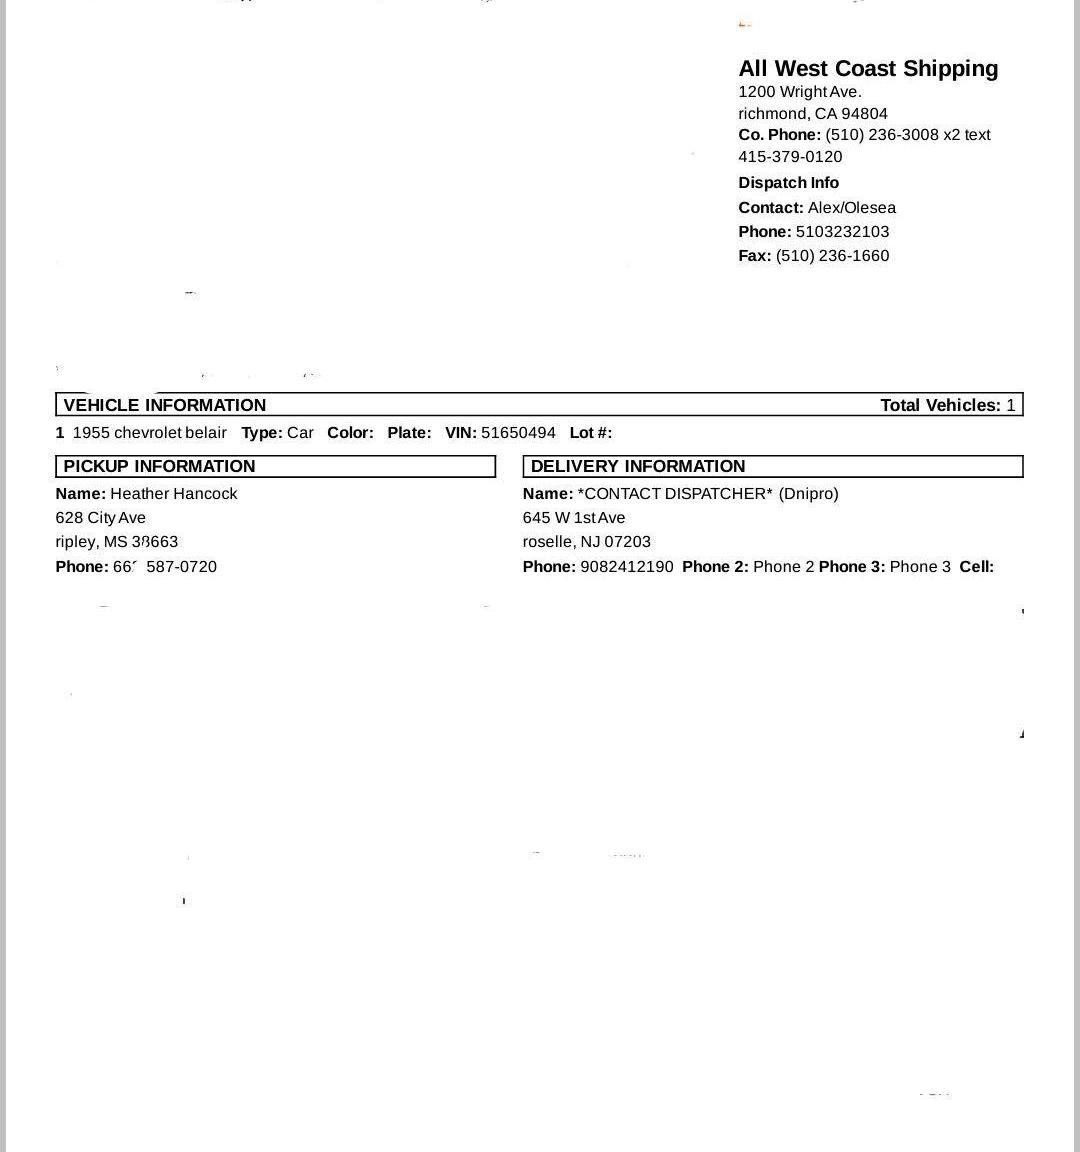 All West Coast Shipping
1200 Wright Ave.
richmond, CA 94804
Co. Phone: (510) 236-3008 x2 text
415-379-0120
Dispatch Info
Contact: Alex/Olesea
Phone: 5103232103
Fax: (510) 236-1660
VEHICLE INFORMATION Total Vehicles: 1
1 1955 chevrolet belair Type: Car Color: Plate: VIN: 51650494 Lot #:
PICKUP INFORMATION
Name: Heather Hancock
628 City Ave
ripley, MS
Phone: 587-0720
DELIVERY INFORMATION
Name: *CONTACT DISPATCHER* (Dnipro)
645 W 1st Ave
roselle, NJ 07203
Phone: 9082412190 Phone 2: Phone 2 Phone 3: Phone 3 Cell: